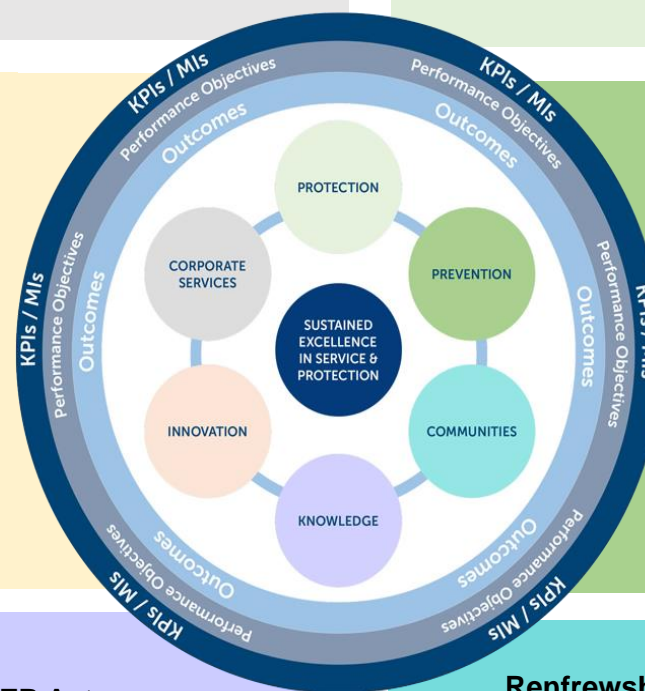 KPIs / MIs
Performance Objectives
Outcomes
KPIs / MIs
Performance Objectives
Outcomes
PROTECTION
CORPORATE
SERVICES
PREVENTION
KPIs / MIs
Performance Objectives
Outcomes
SUSTAINED
EXCELLENCE
IN SERVICE &
PROTECTION
Outcomes
Performance Objectives
INNOVATION
COMMUNITIES
KNOWLEDGE
Outcomes
Performance Objectives
KPIs / MIs
Outcomes
Performance Objectives
KPIs / MIs